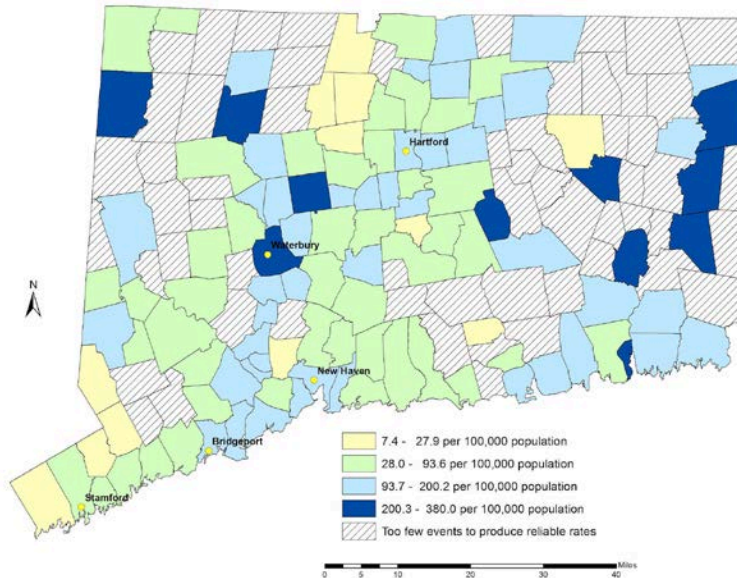 Hartford
Waterbury
N
New Haven
Bridgeport
Stamford
7.4 - 27.9 per 100,000 population
28.0 - 93.6 per 100,000 population
93.7 - 200.2 per 100,000 population
200.3 - 380.0 per 100,000 population
Too few events to produce reliable rates
Miles
0 5 10 20 30 40